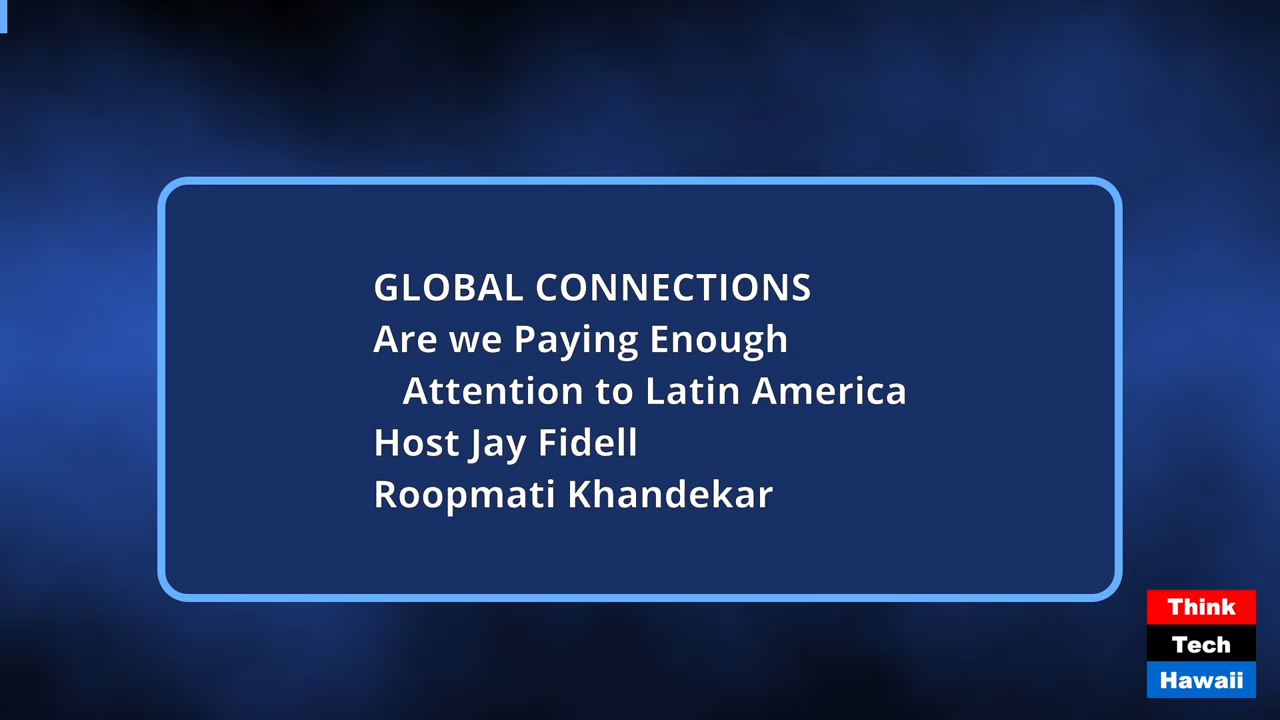 GLOBAL CONNECTIONS
Are we Paying Enough
Attention to Latin America
Host Jay Fidell
Roopmati Khandekar
Think
Tech
Hawaii